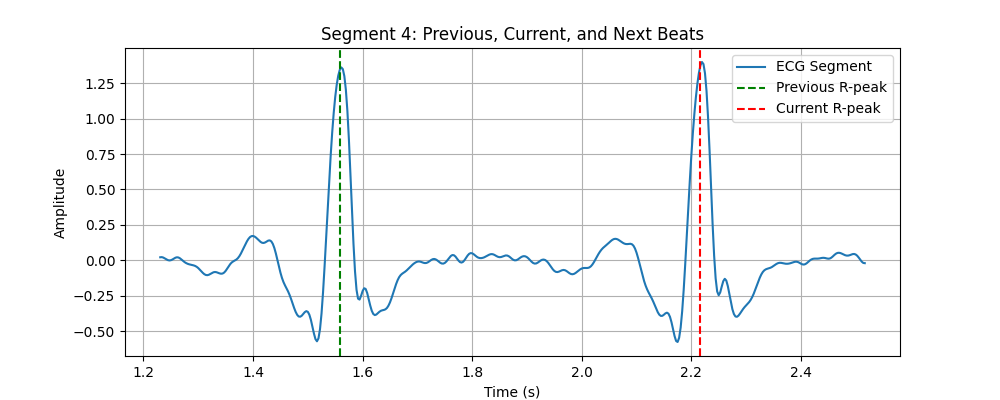 Segment 4: Previous, Current, and Next Beats
ECG Segment
Previous R-peak
Current R-peak
Amplitude
1.25
1.00
0.75
0.50
0.25
0.00
−0.25
−0.50
1.2 1.4 1.6 1.8 2.0 2.2 2.4
Time (s)